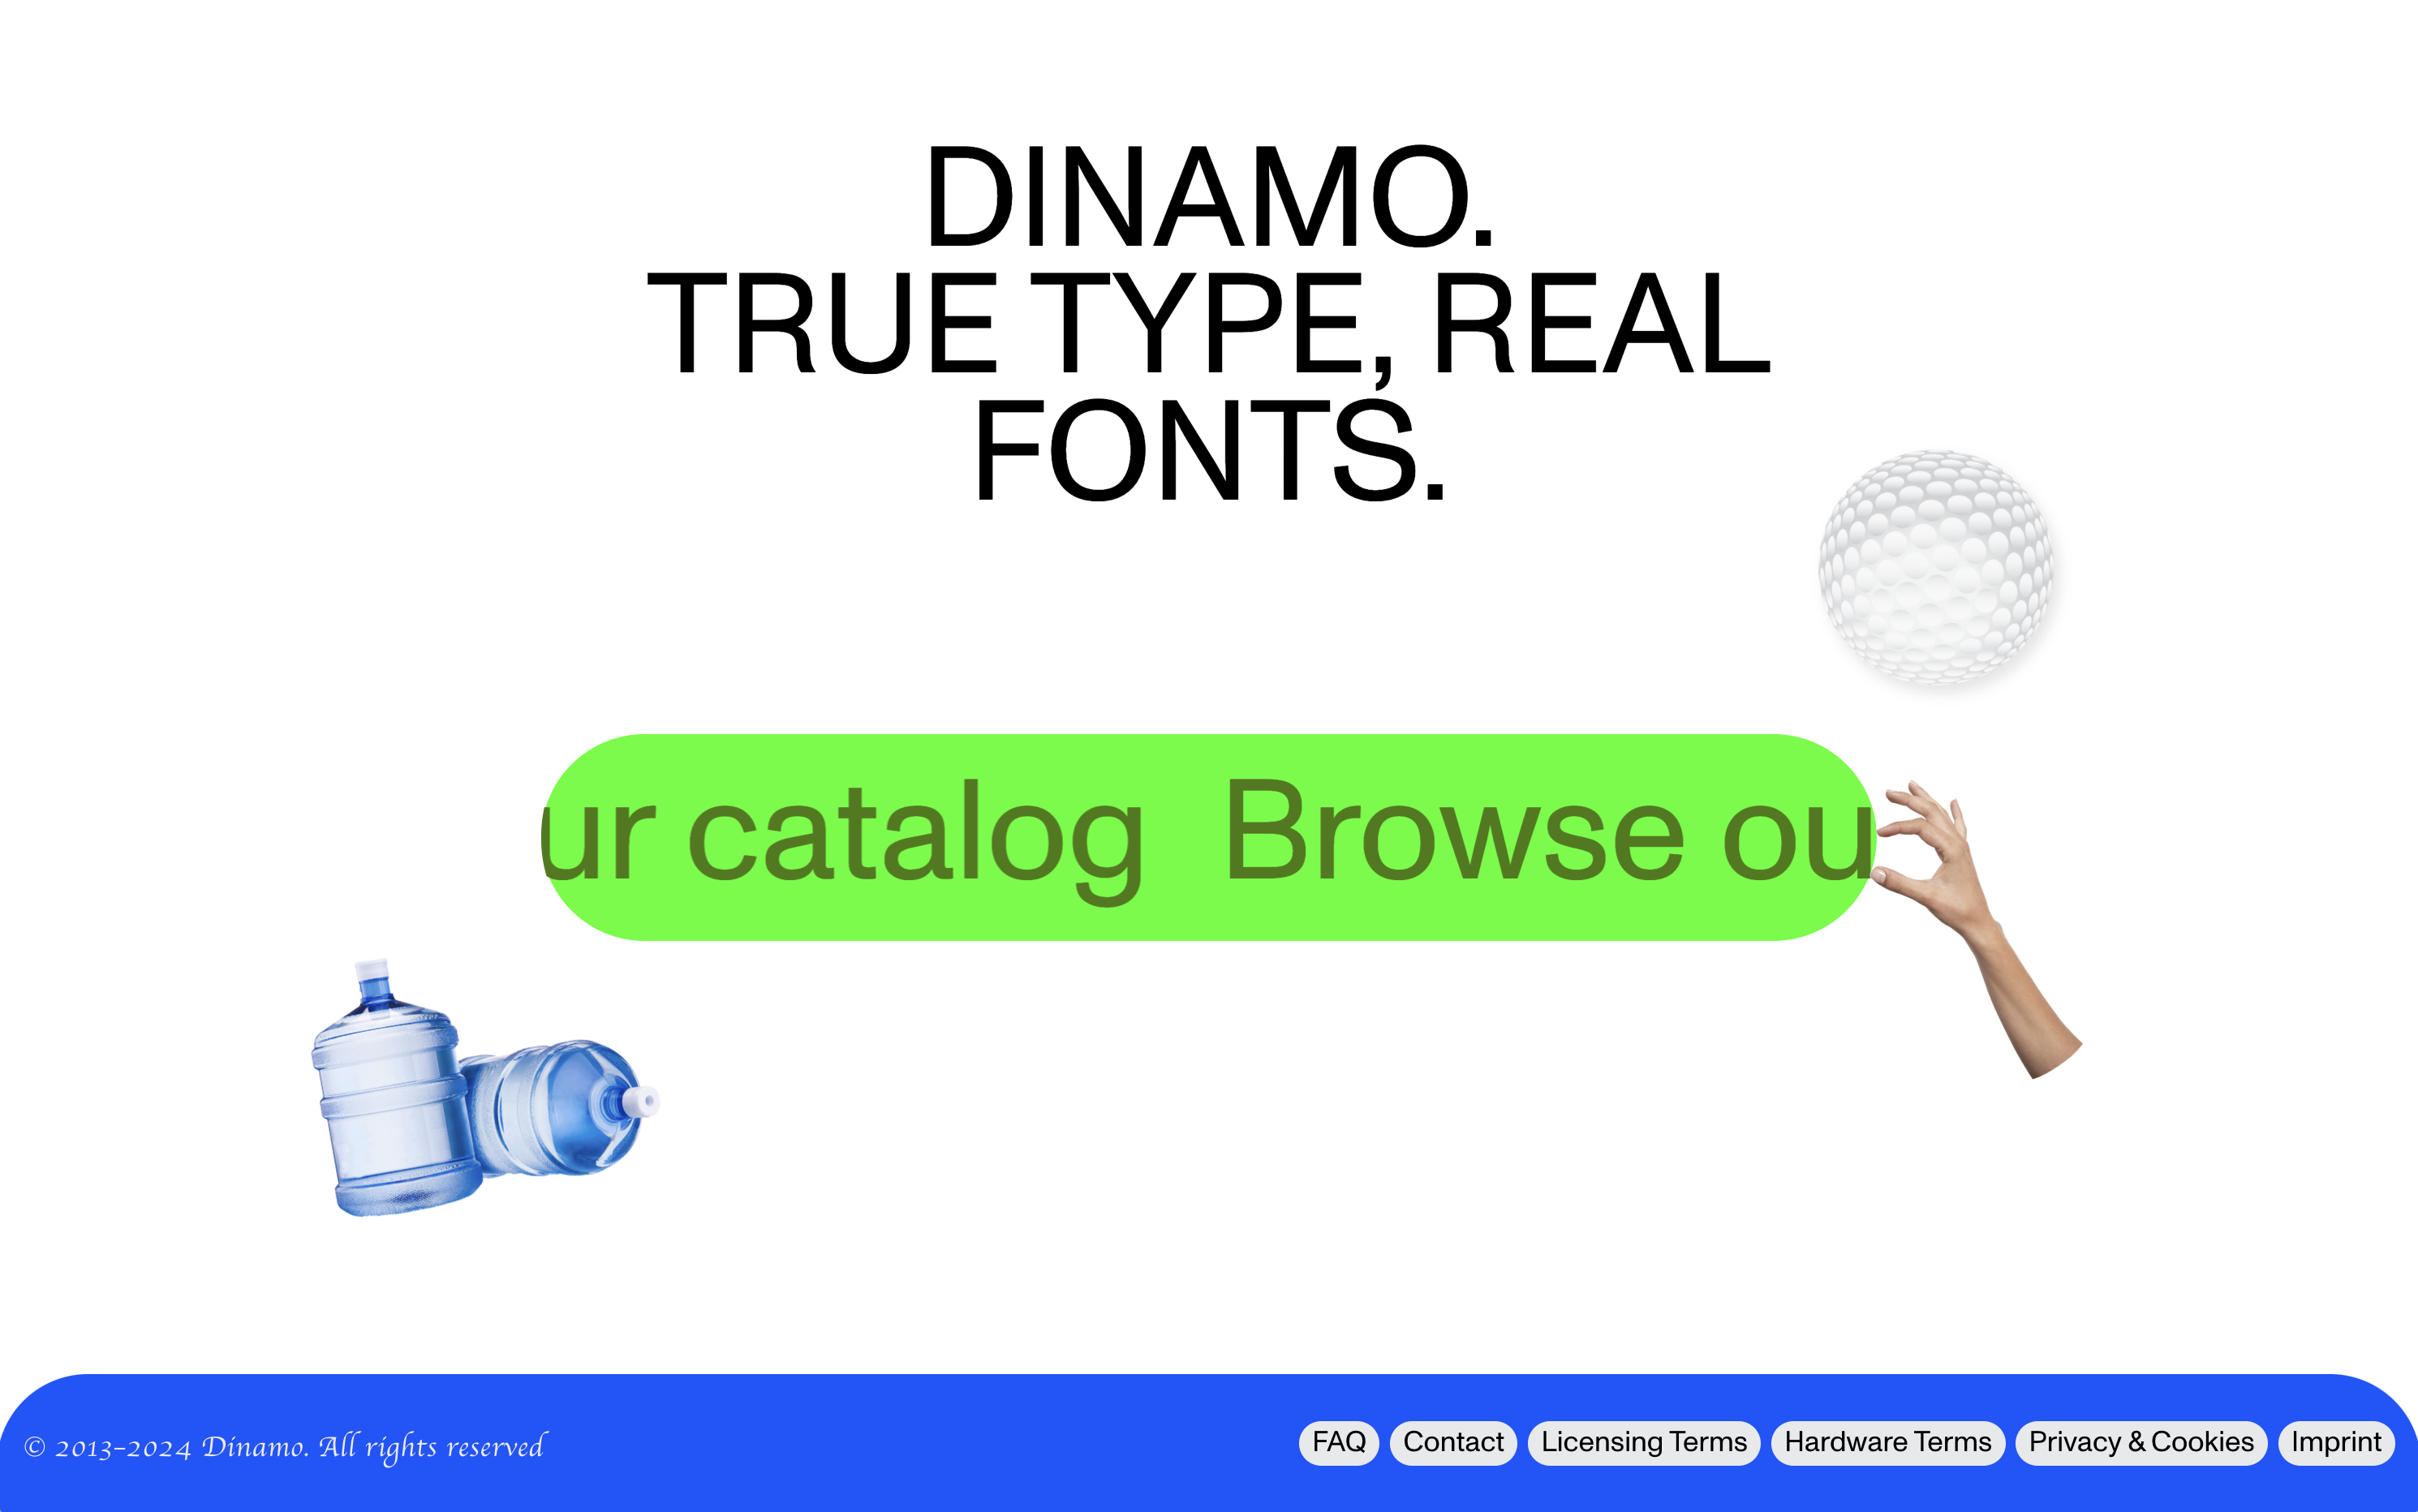 DINAMO.
TRUE TYPE, REAL
FONTS.
ur catalog Browse ou
© 2013–2024 Dinamo. All rights reserved
FAQ Contact Licensing Terms Hardware Terms Privacy & Cookies Imprint